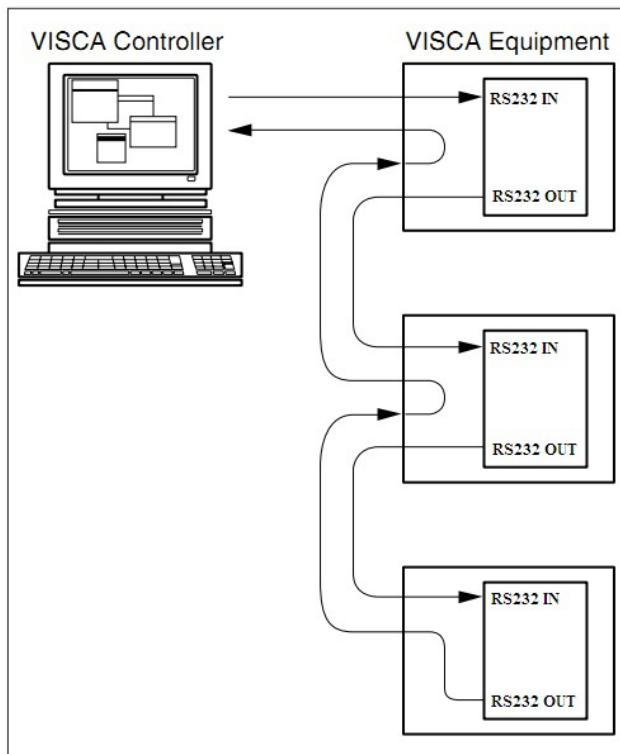 VISCA Controller
VISCA Equipment
RS232 IN
RS232 OUT
RS232 IN
RS232 OUT
RS232 IN
RS232 OUT